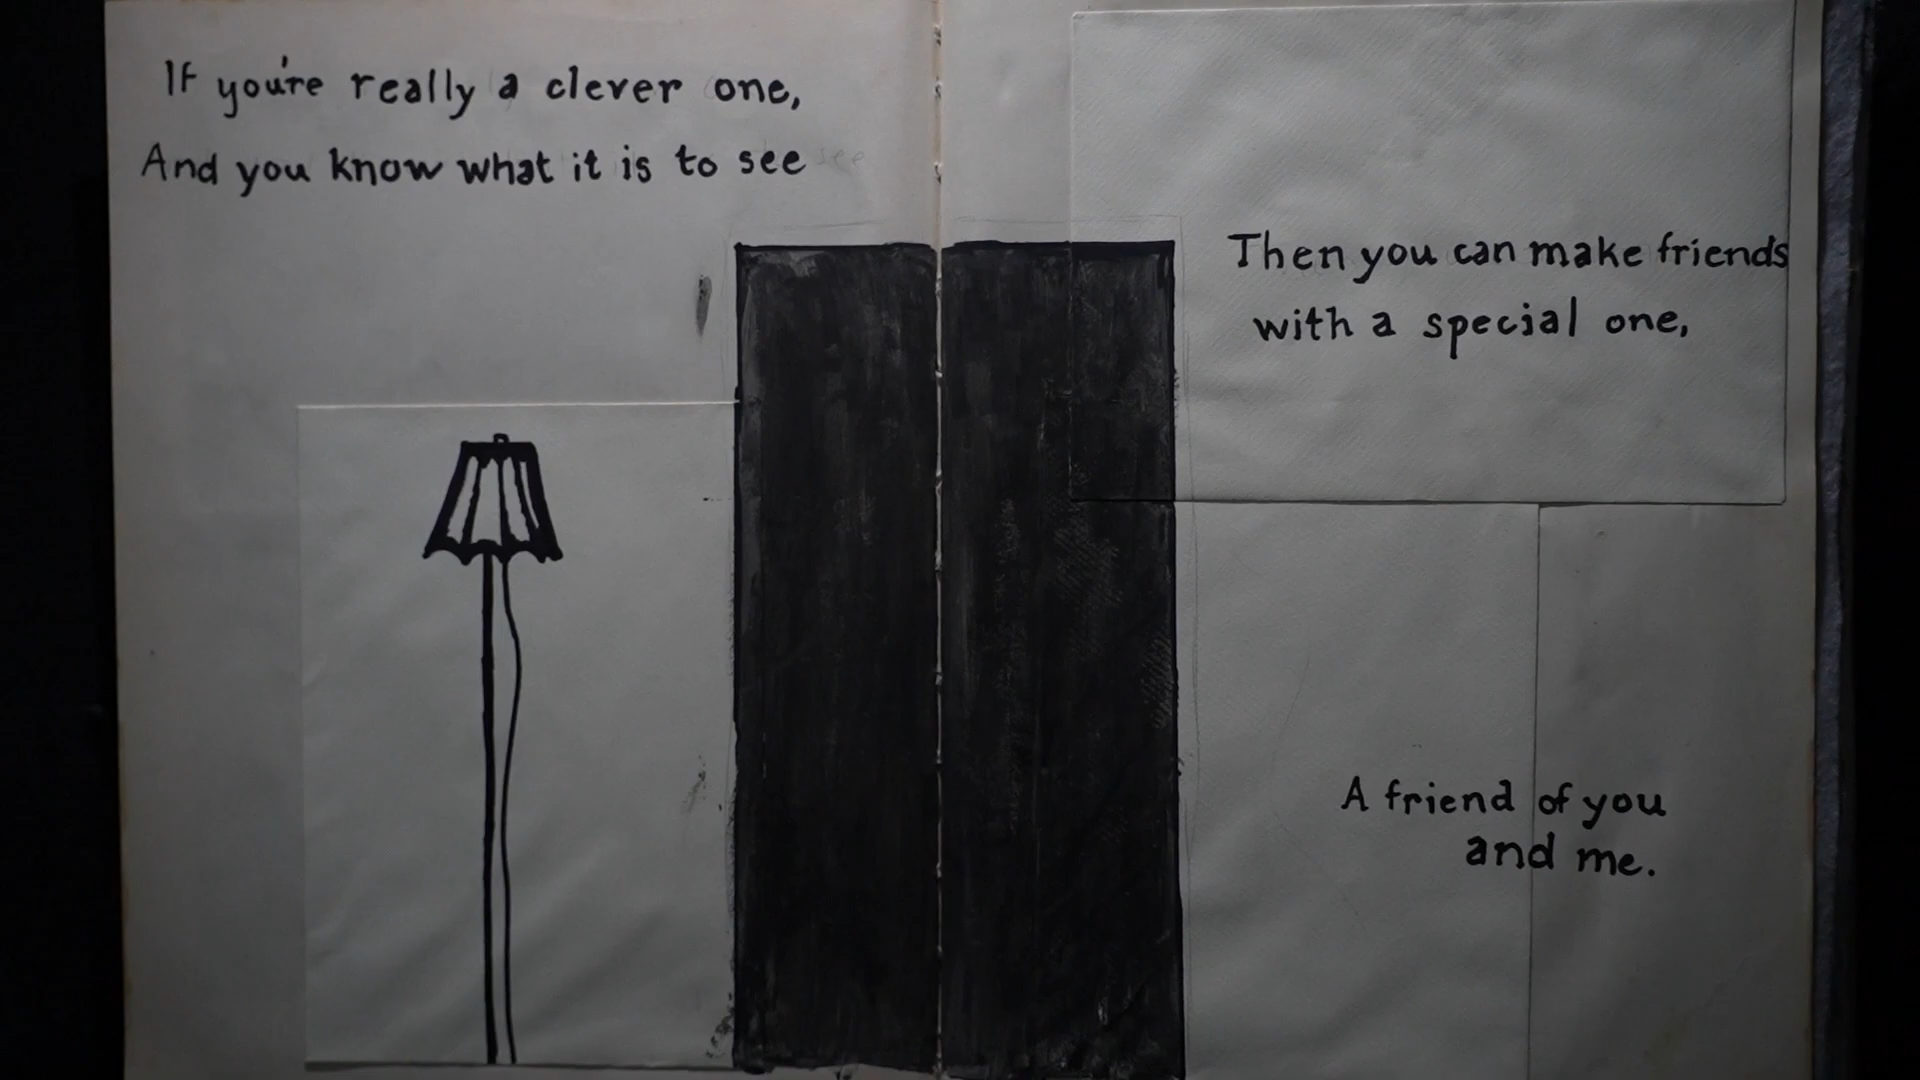 If you're really a clever one,
And you know what it is to see see
Then you can make friends
with a special one,
A friend of you
and me.